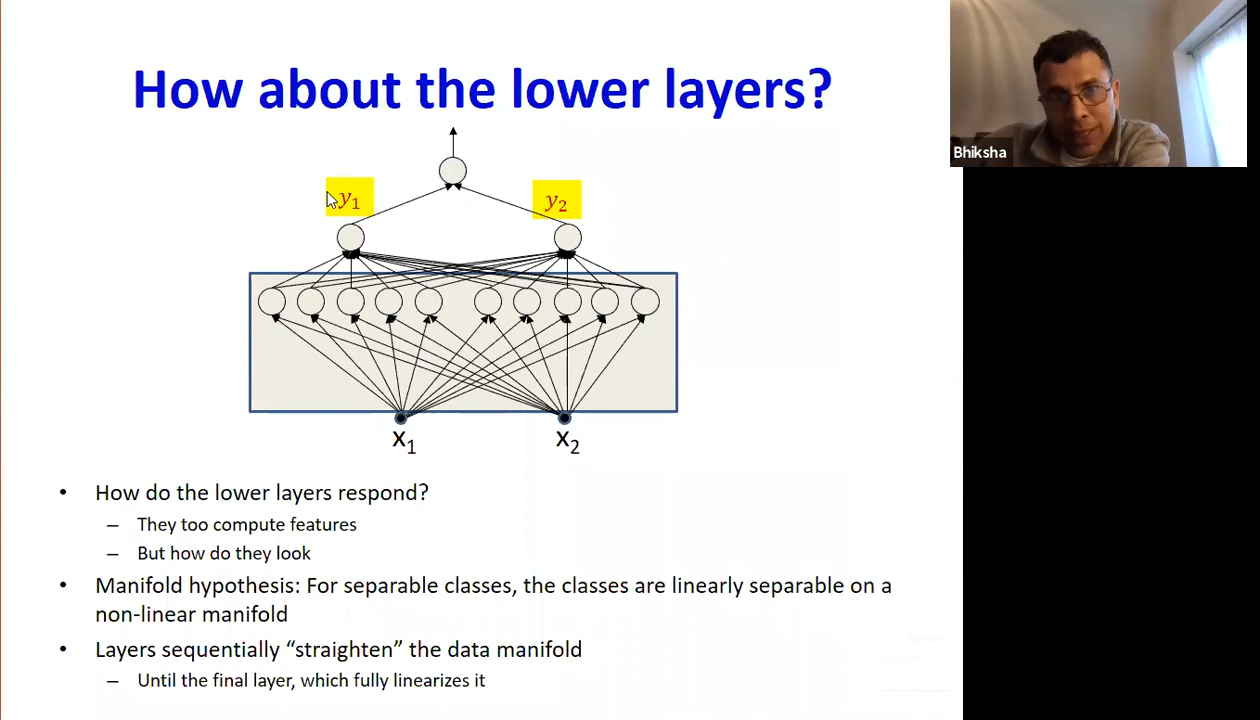 How about the lower layers?
Bhiksha
y₁
y₂
x₁
x₂
• How do the lower layers respond?
– They too compute features
– But how do they look
• Manifold hypothesis: For separable classes, the classes are linearly separable on a
non-linear manifold
• Layers sequentially “straighten” the data manifold
– Until the final layer, which fully linearizes it